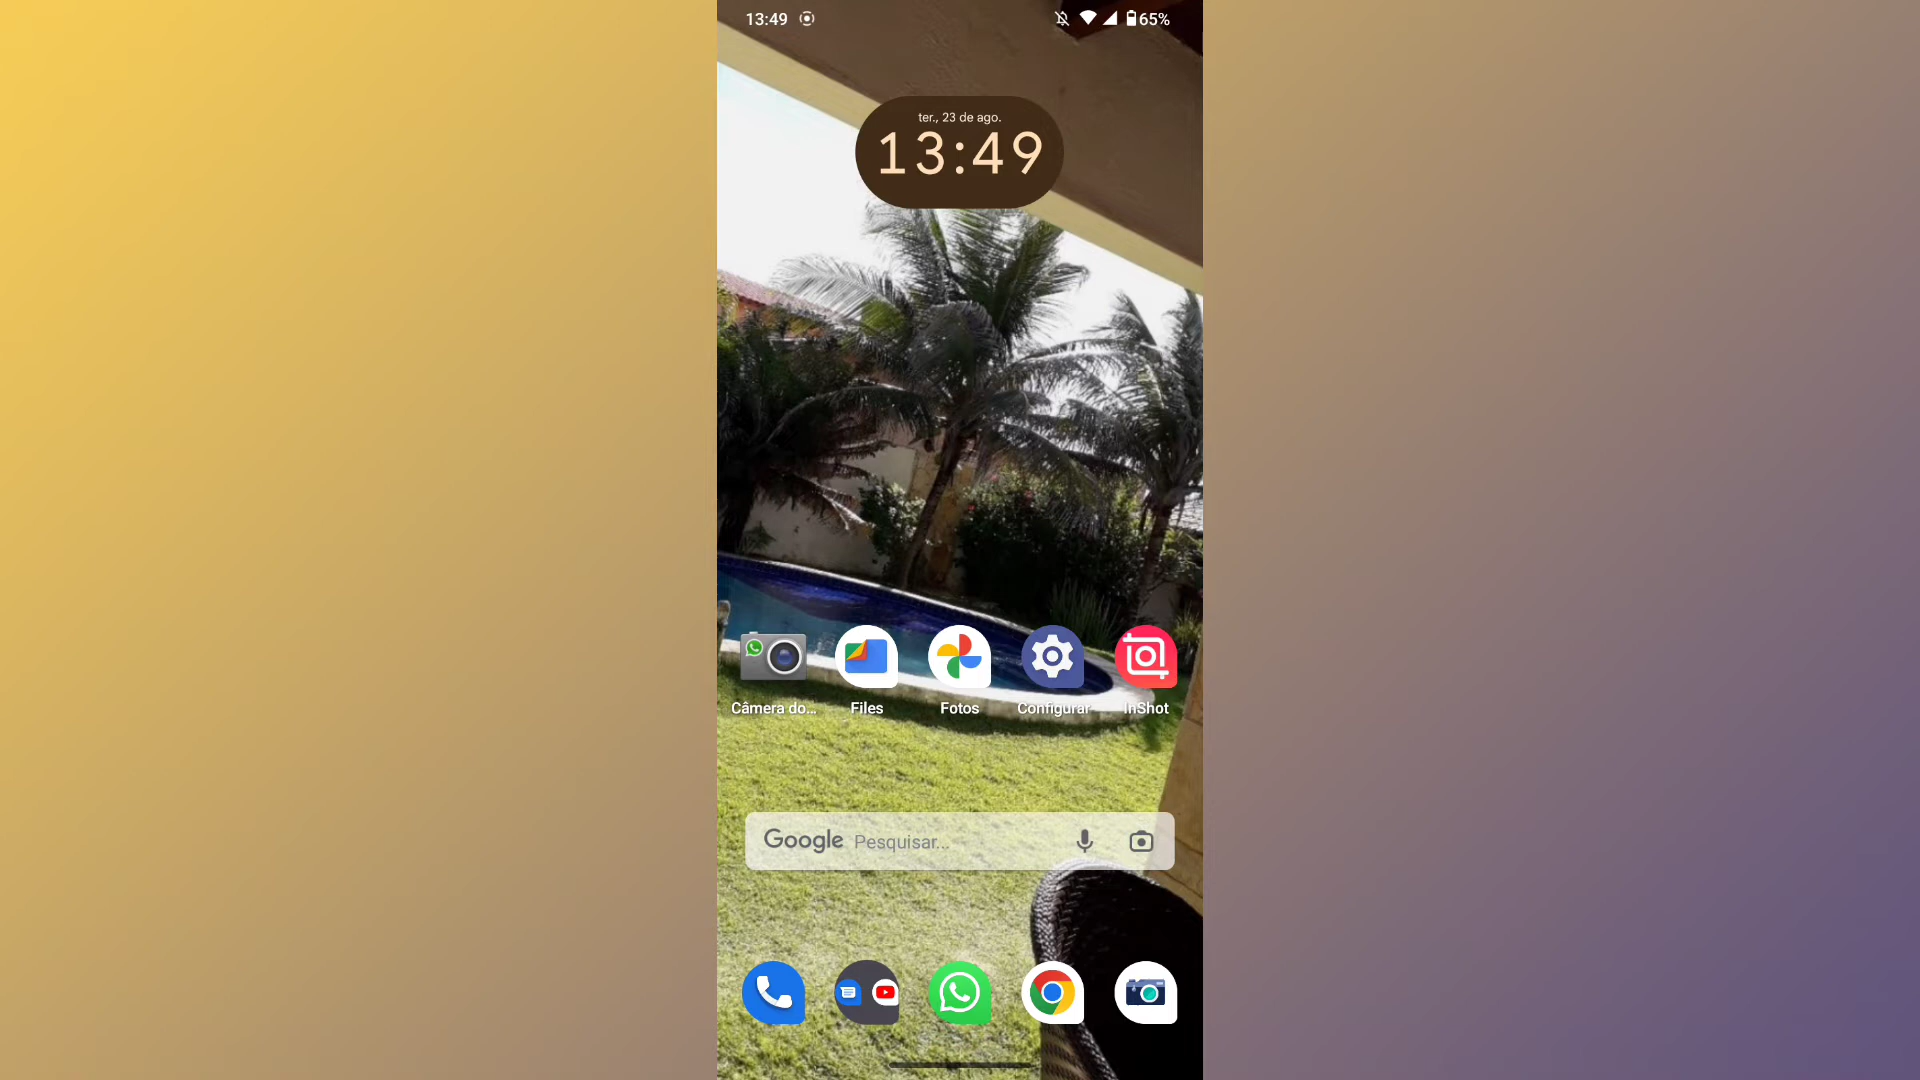 13:49 65%
ter., 23 de ago.
13:49
Câmera do... Files Fotos Configurar InShot
Google Pesquisar...